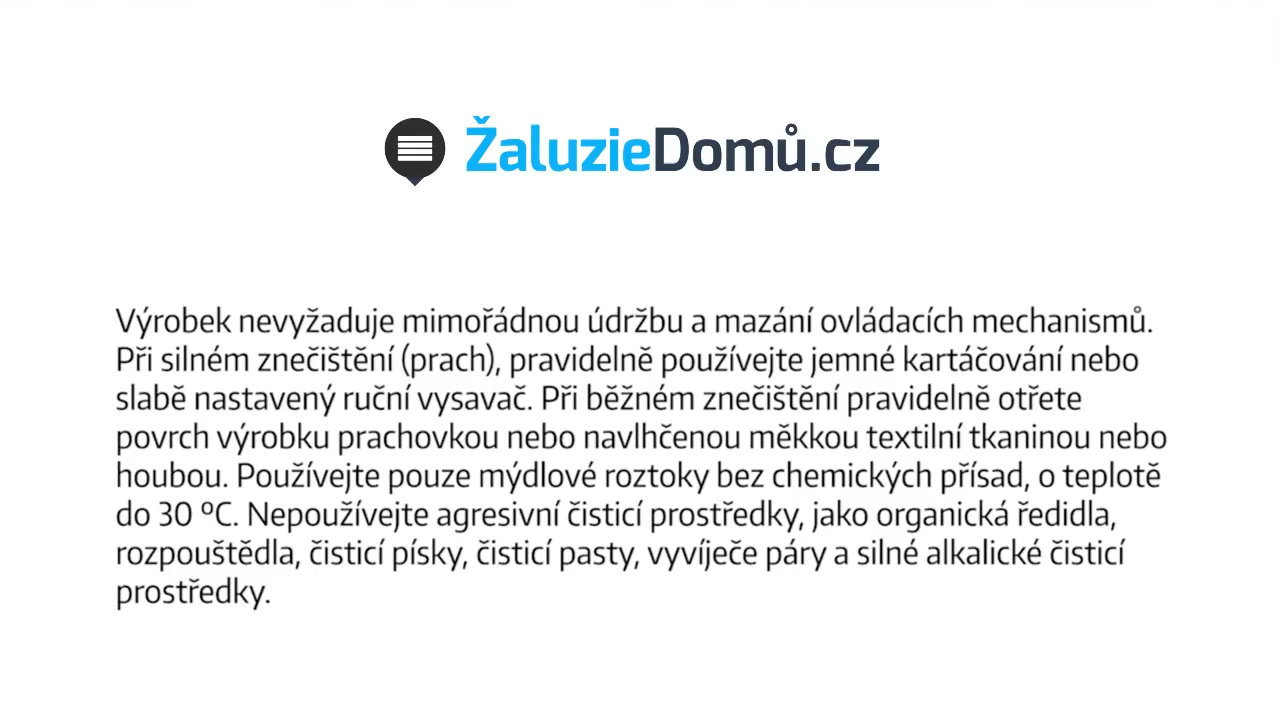 ŽaluzieDomů.cz
Výrobek nevyžaduje mimořádnou údržbu a mazání ovládacích mechanismů.
Při silném znečištění (prach), pravidelně používejte jemné kartáčování nebo
slabě nastavený ruční vysavač. Při běžném znečištění pravidelně otřete
povrch výrobku prachovkou nebo navlhčenou měkkou textilní tkaninou nebo
houbou. Používejte pouze mýdlové roztoky bez chemických přísad, o teplotě
do 30 ºC. Nepoužívejte agresivní čisticí prostředky, jako organická ředidla,
rozpouštědla, čisticí písky, čisticí pasty, vyvíječe páry a silné alkalické čisticí
prostředky.